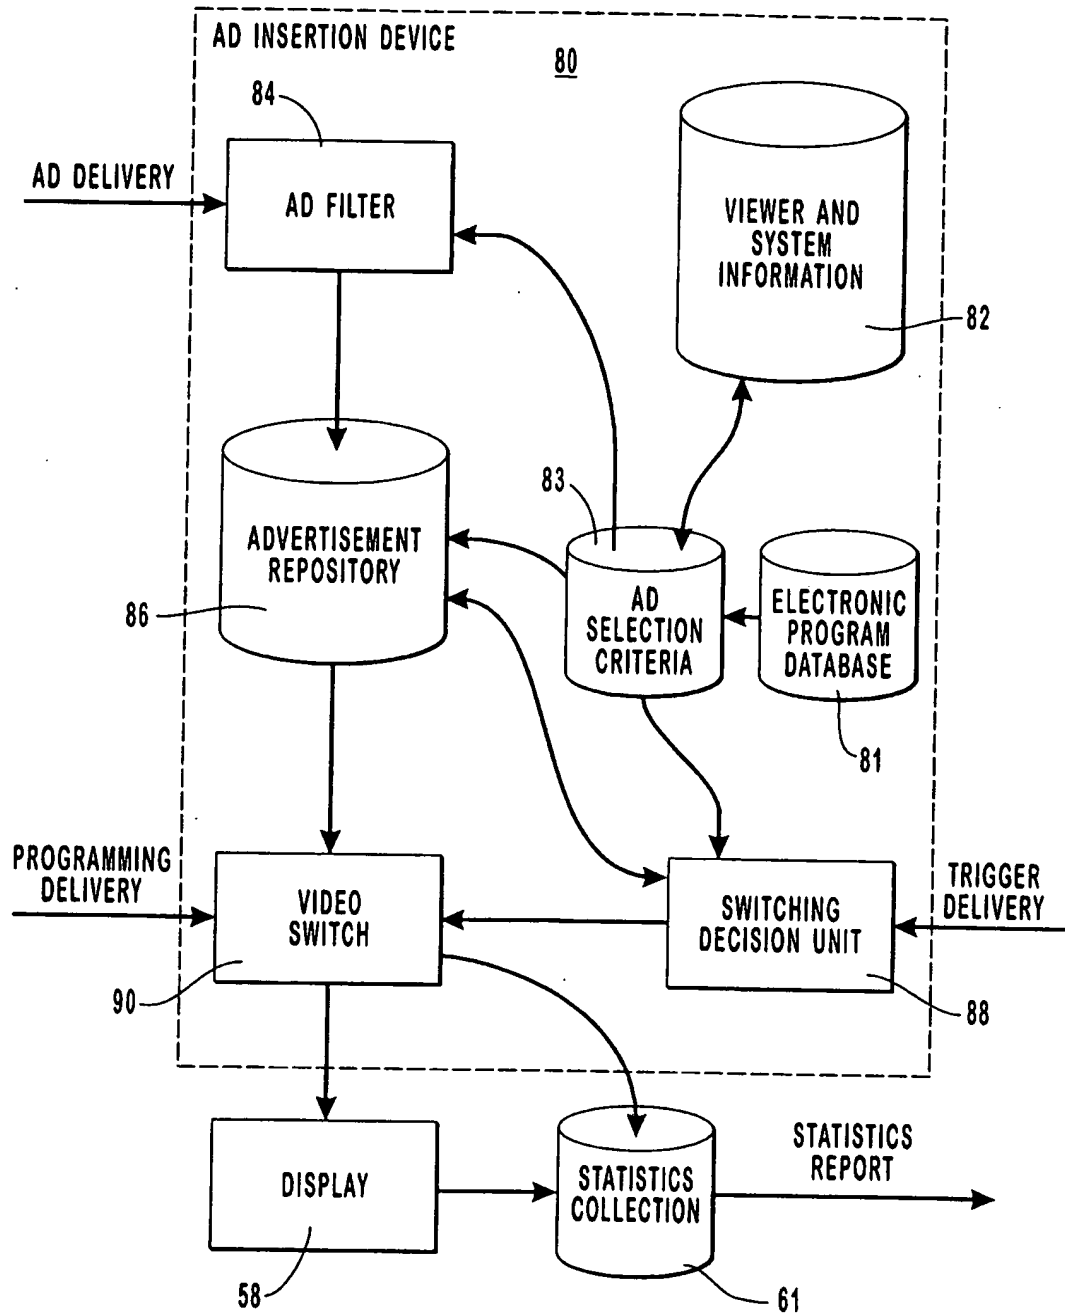 AD INSERTION DEVICE
80
84
AD DELIVERY
AD FILTER
VIEWER AND
SYSTEM
INFORMATION
82
83
ADVERTISEMENT
REPOSITORY
86
AD
SELECTION
CRITERIA
ELECTRONIC
PROGRAM
DATABASE
81
PROGRAMMING
DELIVERY
VIDEO
SWITCH
90
SWITCHING
DECISION UNIT
88
TRIGGER
DELIVERY
DISPLAY
58
STATISTICS
COLLECTION
61
STATISTICS
REPORT